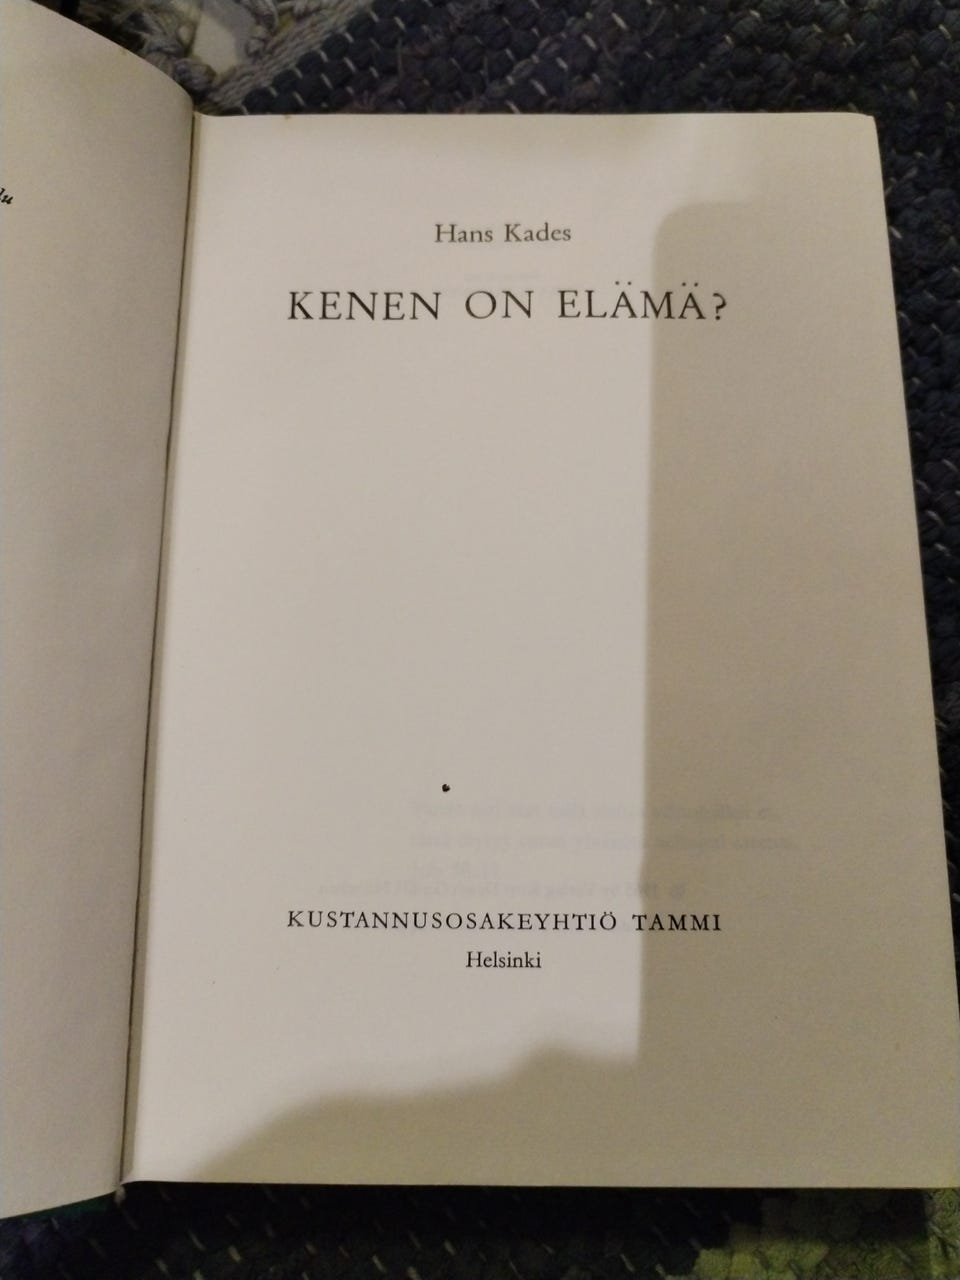 Hans Kades
KENEN ON ELÄMÄ?
KUSTANNUSOSAKEYHTIÖ TAMMI
Helsinki